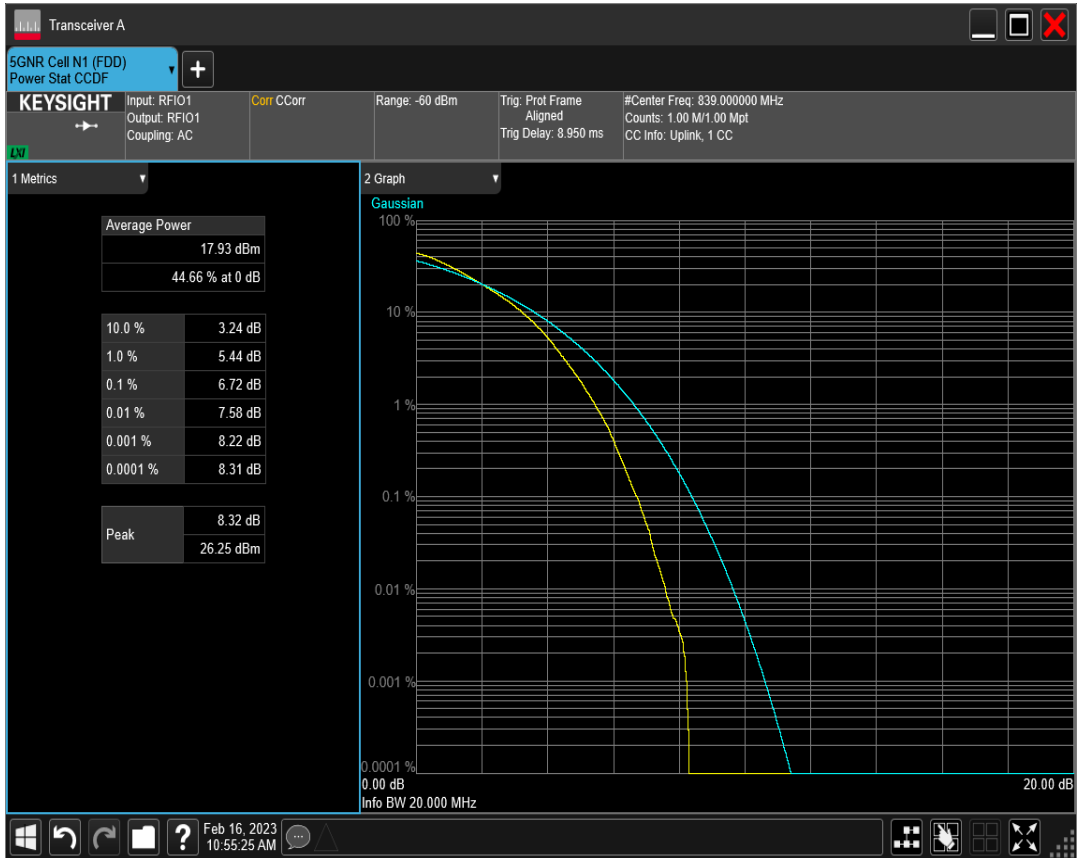 Transceiver A
5GNR Cell N1 (FDD)
Power Stat CCDF
+
KEYSIGHT
LXI
Input: RFIO1
Output: RFIO1
Coupling: AC
Corr CCorr
Range: -60 dBm
Trig: Prot Frame
Aligned
Trig Delay: 8.950 ms
#Center Freq: 839.000000 MHz
Counts: 1.00 M/1.00 Mpt
CC Info: Uplink, 1 CC
1 Metrics
Average Power
17.93 dBm
44.66 % at 0 dB
10.0 % 3.24 dB
1.0 % 5.44 dB
0.1 % 6.72 dB
0.01 % 7.58 dB
0.001 % 8.22 dB
0.0001 % 8.31 dB
Peak
8.32 dB
26.25 dBm
2 Graph
Gaussian
100 %
10 %
1 %
0.1 %
0.01 %
0.001 %
0.0001 %
0.00 dB 20.00 dB
Info BW 20.000 MHz
?
Feb 16, 2023
10:55:25 AM